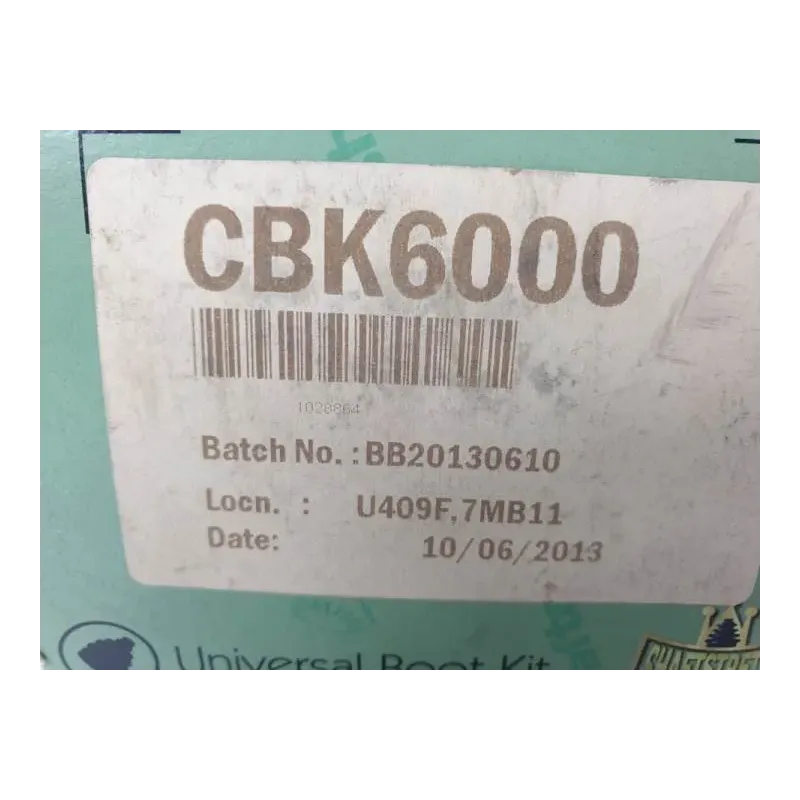 CBK6000
1028864
Batch No. : BB20130610
Locn. : U409F,7MB11
Date: 10/06/2013
Universal Boot Kit